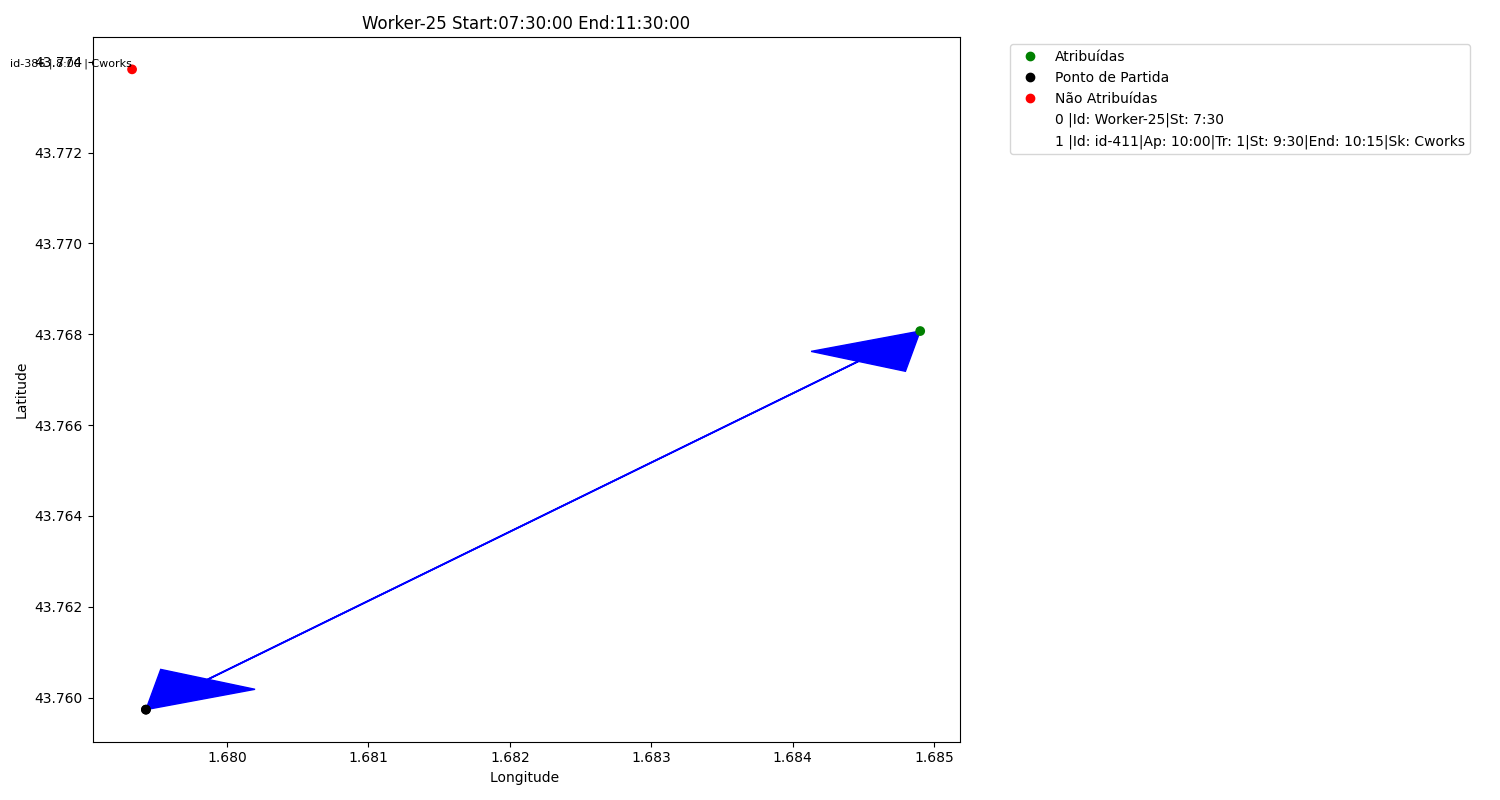 Worker-25 Start:07:30:00 End:11:30:00
43.774
43.772
43.770
43.768
43.766
43.764
43.762
43.760
Latitude
1.680 1.681 1.682 1.683 1.684 1.685
Longitude
Cworks
Atribuídas
Ponto de Partida
Não Atribuídas
0 |Id: Worker-25|St: 7:30
1 |Id: id-411|Ap: 10:00|Tr: 1|St: 9:30|End: 10:15|Sk: Cworks